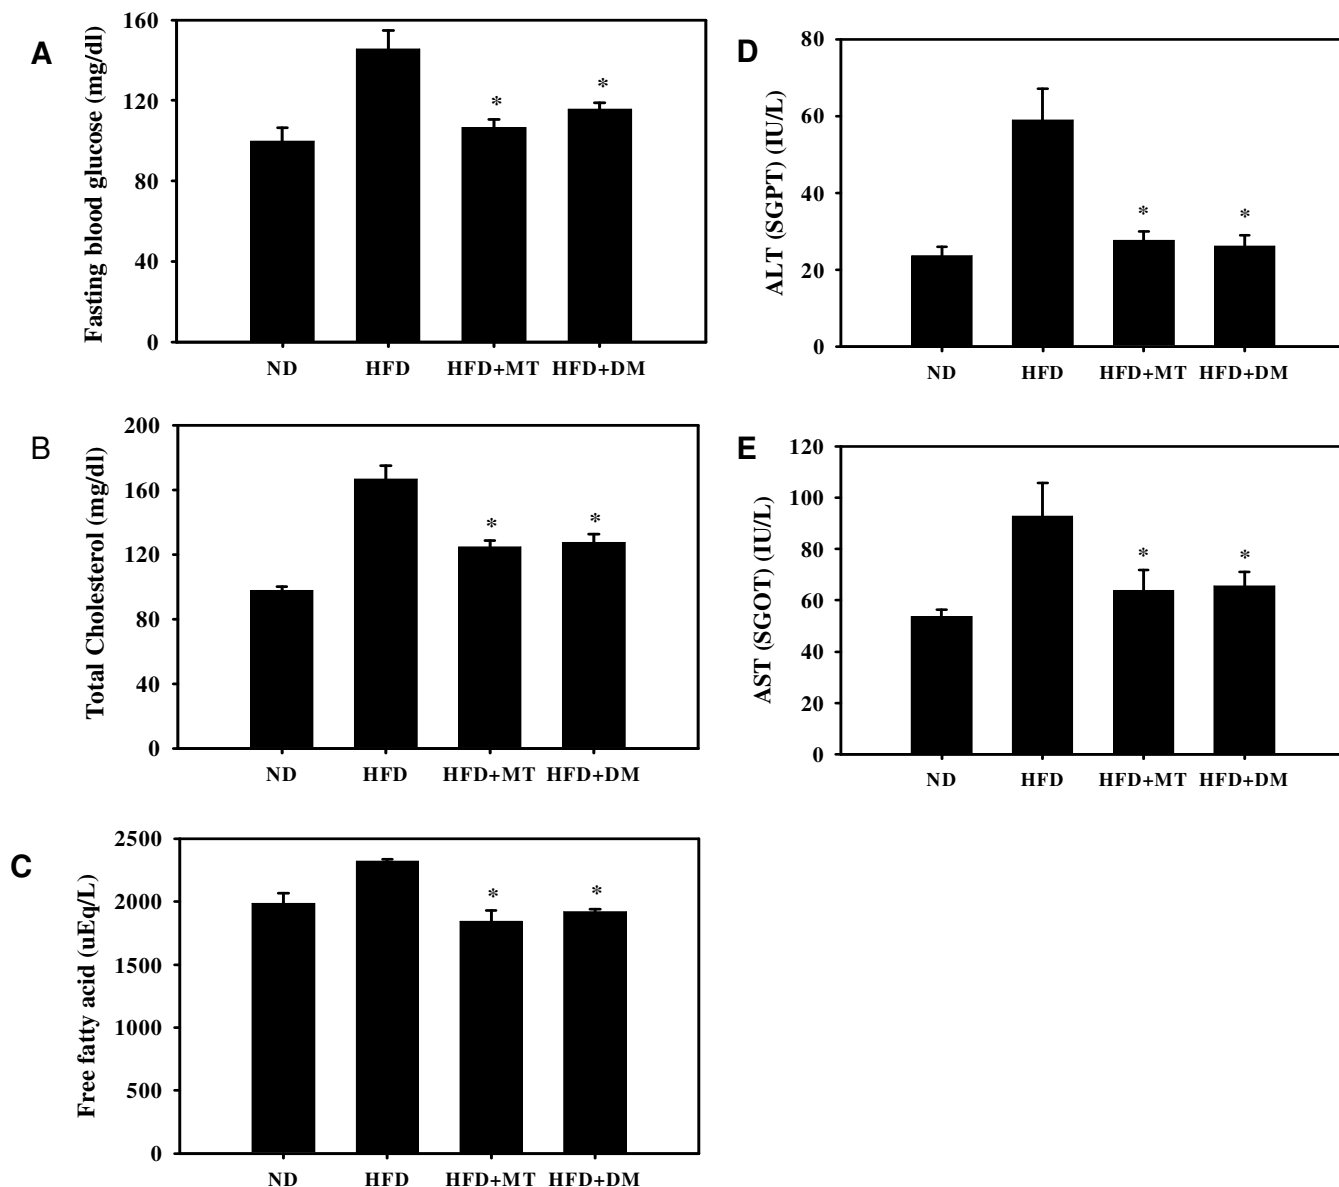 A
Fasting blood glucose (mg/dl)
160
120
80
40
0
*
*
ND HFD HFD+MT HFD+DM
B
Total Cholesterol (mg/dl)
200
160
120
80
40
0
*
*
ND HFD HFD+MT HFD+DM
C
Free fatty acid (uEq/L)
2500
2000
1500
1000
500
0
*
*
ND HFD HFD+MT HFD+DM
D
ALT (SGPT) (IU/L)
80
60
40
20
0
*
*
ND HFD HFD+MT HFD+DM
E
AST (SGOT) (IU/L)
120
100
80
60
40
20
0
*
*
ND HFD HFD+MT HFD+DM